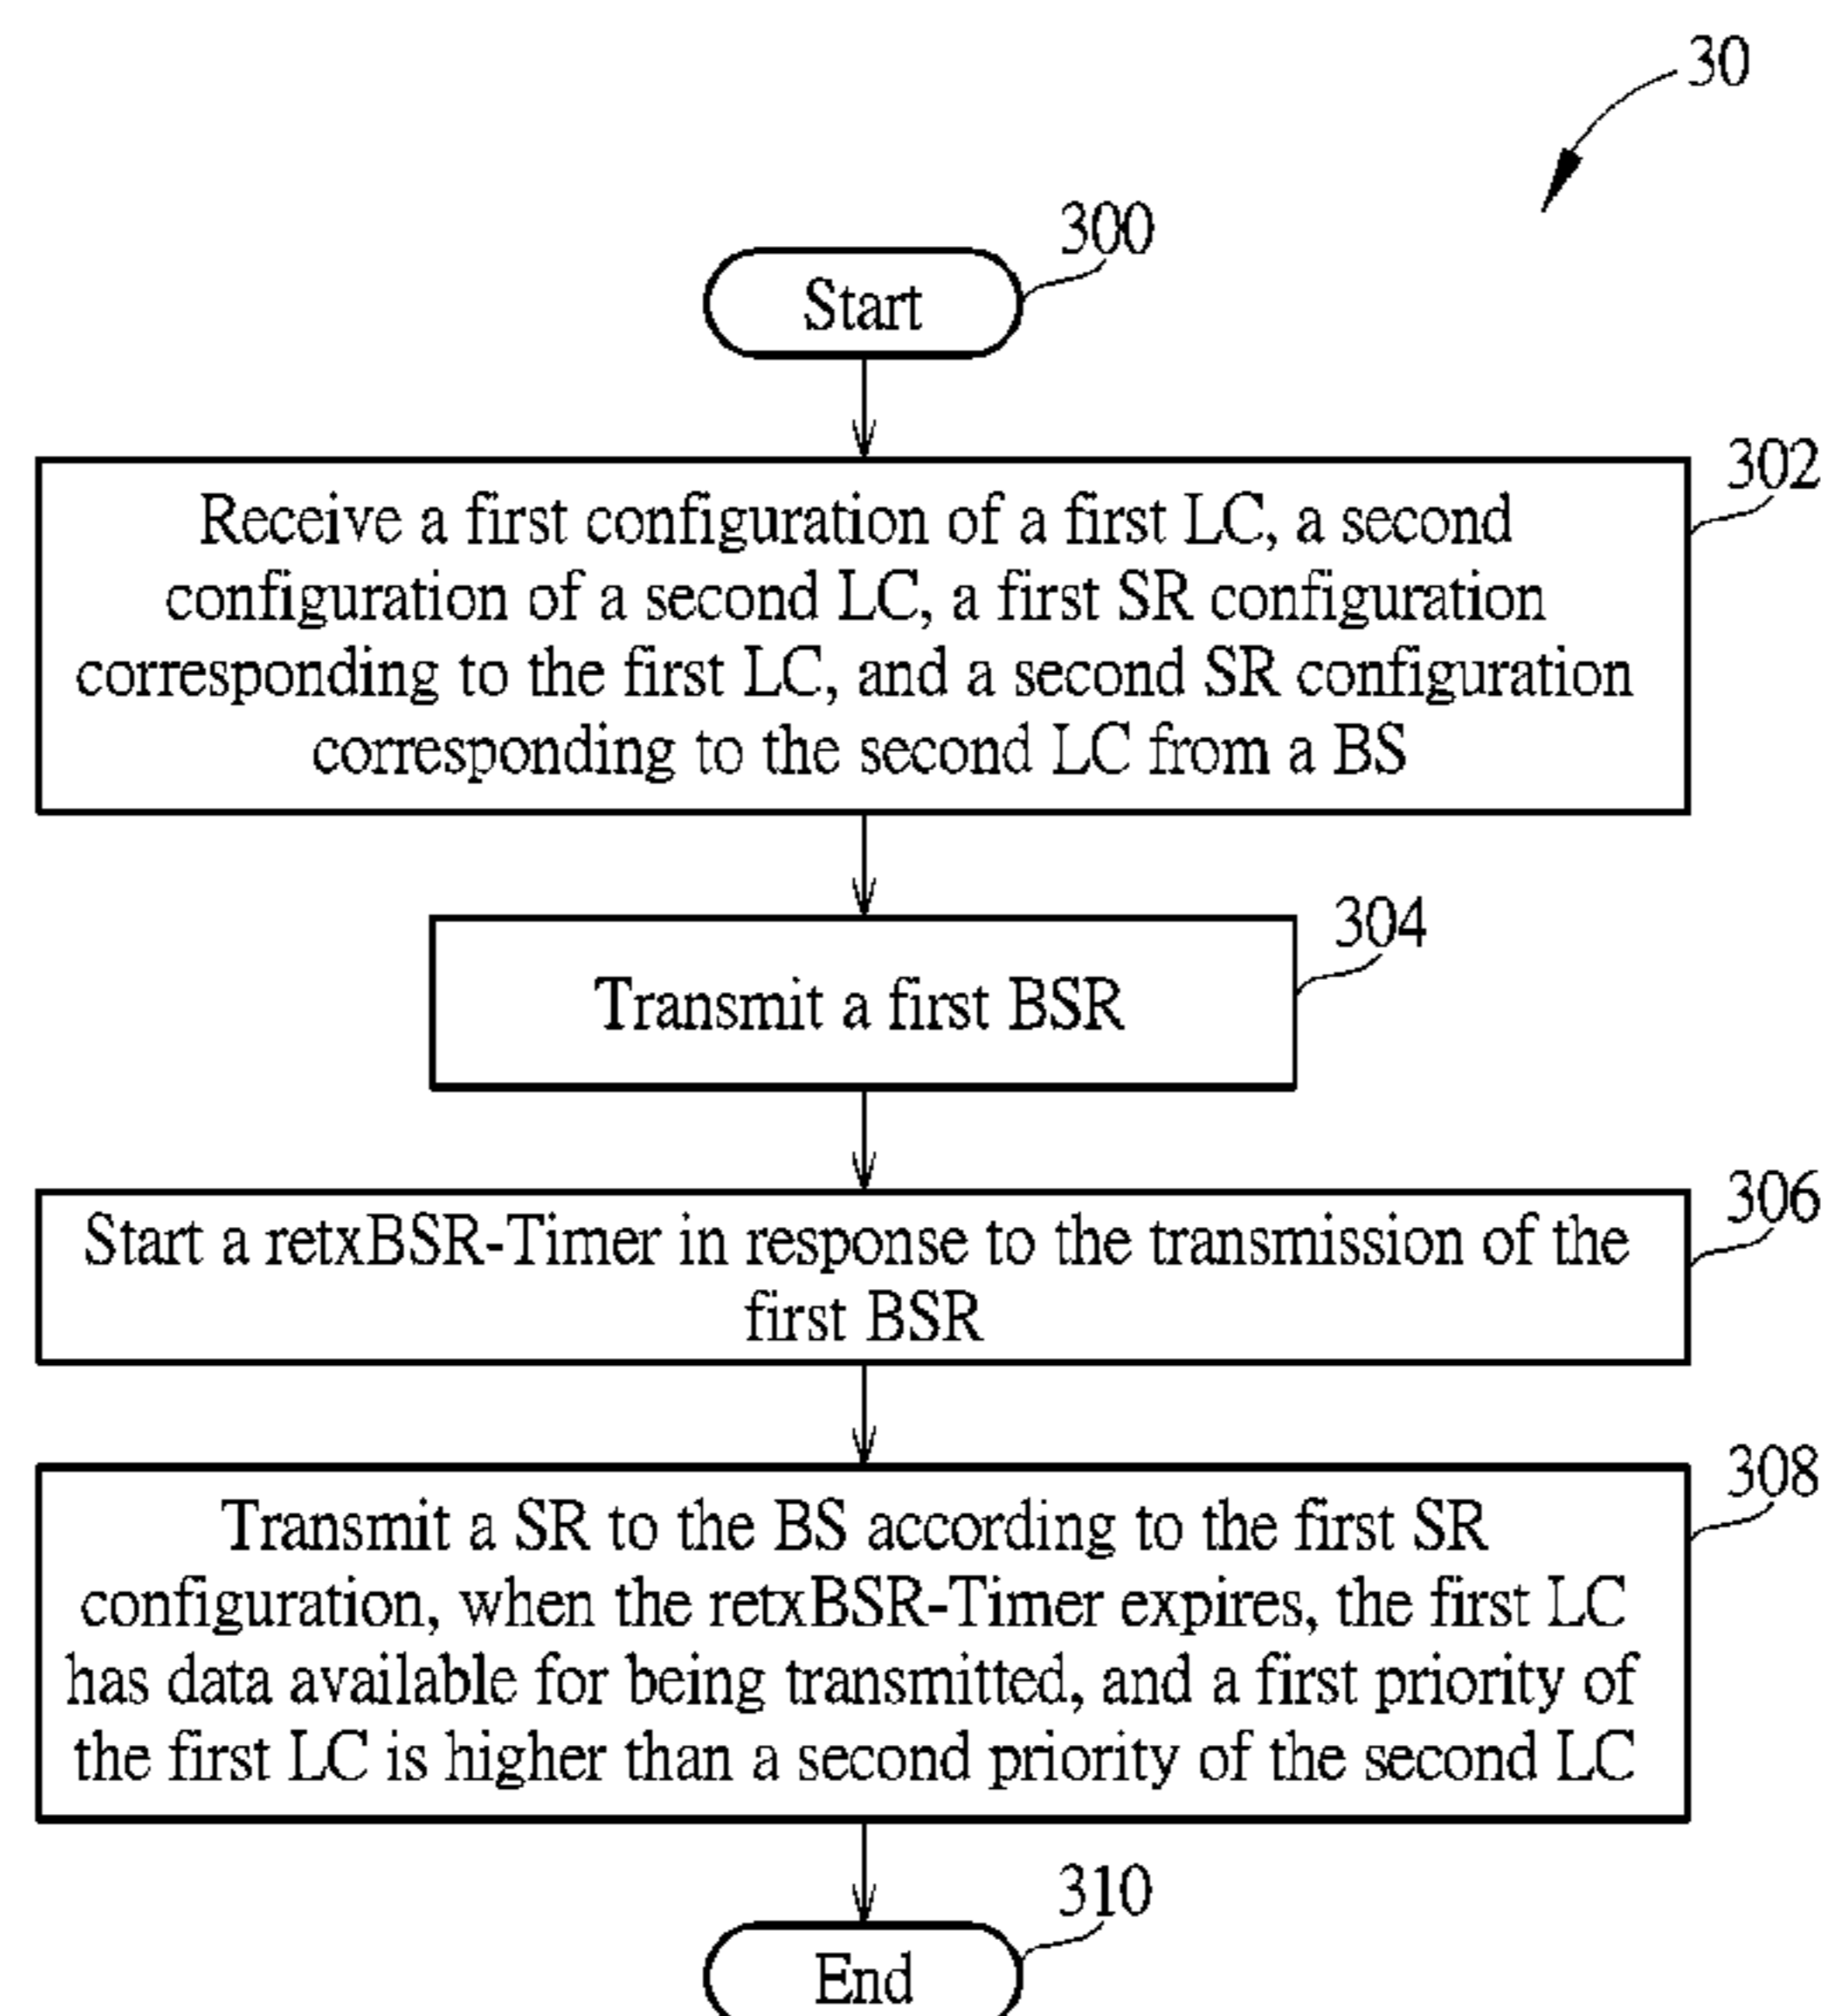 30
300
Start
302
Receive a first configuration of a first LC, a second
configuration of a second LC, a first SR configuration
corresponding to the first LC, and a second SR configuration
corresponding to the second LC from a BS
304
Transmit a first BSR
306
Start a retxBSR-Timer in response to the transmission of the
first BSR
308
Transmit a SR to the BS according to the first SR
configuration, when the retxBSR-Timer expires, the first LC
has data available for being transmitted, and a first priority of
the first LC is higher than a second priority of the second LC
310
End